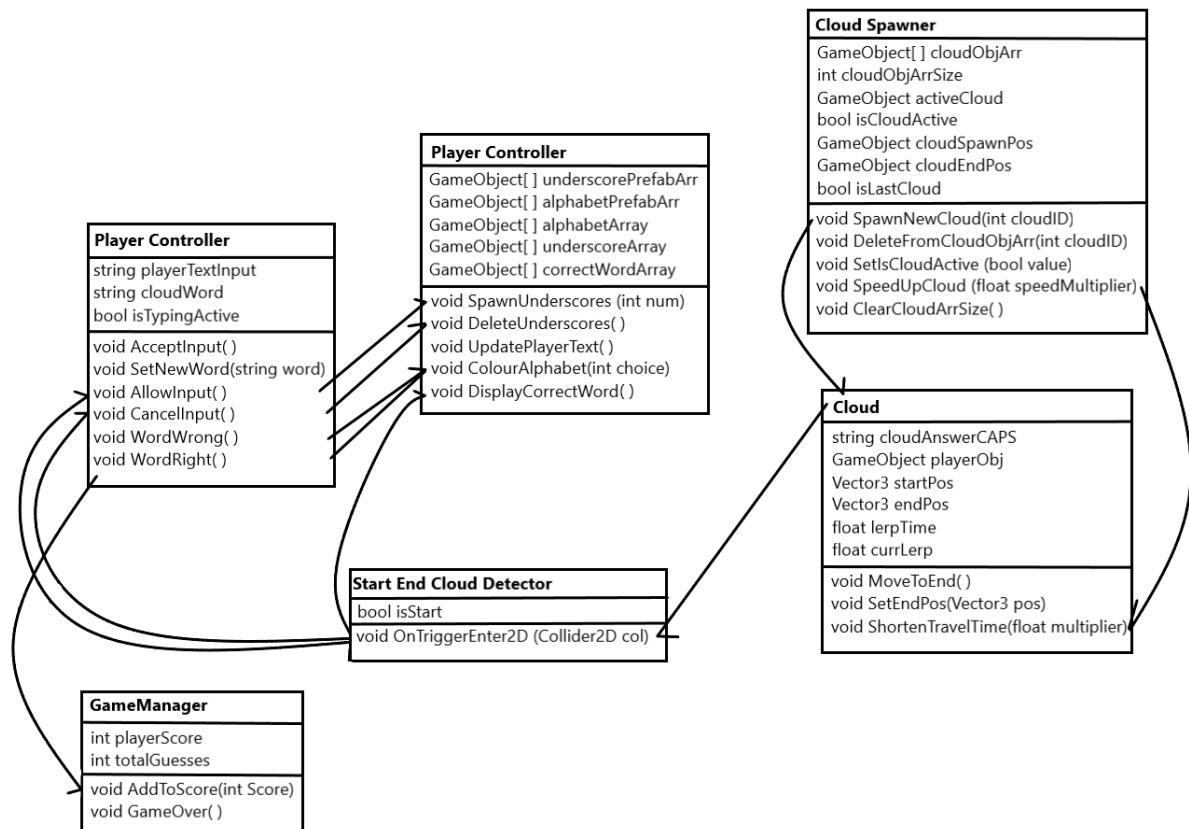 Cloud Spawner
GameObject[ ] cloudObjArr
int cloudObjArrSize
GameObject activeCloud
bool isCloudActive
GameObject cloudSpawnPos
GameObject cloudEndPos
bool isLastCloud
void SpawnNewCloud(int cloudID)
void DeleteFromCloudObjArr(int cloudID)
void SetIsCloudActive (bool value)
void SpeedUpCloud (float speedMultiplier)
void ClearCloudArrSize( )
Player Controller
GameObject[ ] underscorePrefabArr
GameObject[ ] alphabetPrefabArr
GameObject[ ] alphabetArray
GameObject[ ] underscoreArray
GameObject[ ] correctWordArray
void SpawnUnderscores (int num)
void DeleteUnderscores( )
void UpdatePlayerText( )
void ColourAlphabet(int choice)
void DisplayCorrectWord( )
Player Controller
string playerTextInput
string cloudWord
bool isTypingActive
void AcceptInput( )
void SetNewWord(string word)
void AllowInput( )
void CancelInput( )
void WordWrong( )
void WordRight( )
Cloud
string cloudAnswerCAPS
GameObject playerObj
Vector3 startPos
Vector3 endPos
float lerpTime
float currLerp
void MoveToEnd( )
void SetEndPos(Vector3 pos)
void ShortenTravelTime(float multiplier)
Start End Cloud Detector
bool isStart
void OnTriggerEnter2D (Collider2D col)
GameManager
int playerScore
int totalGuesses
void AddToScore(int Score)
void GameOver( )